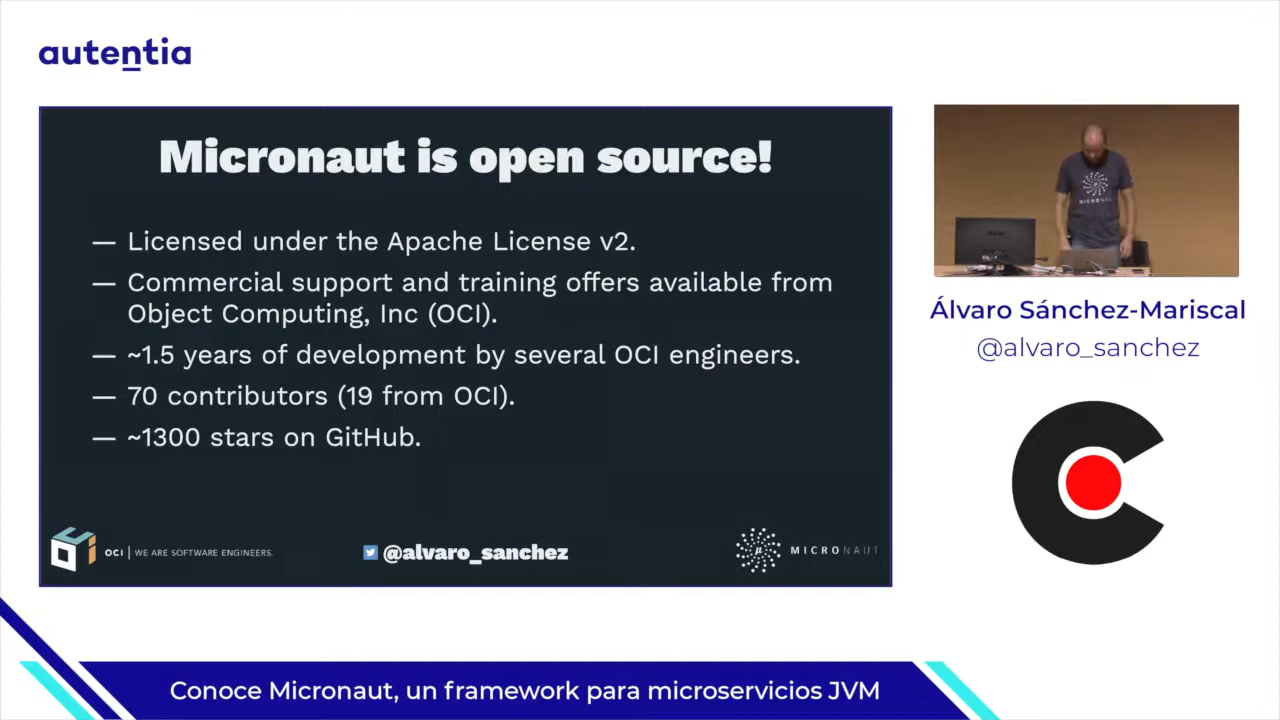 autentia
Micronaut is open source!
— Licensed under the Apache License v2.
— Commercial support and training offers available from
Object Computing, Inc (OCI).
— ~1.5 years of development by several OCI engineers.
— 70 contributors (19 from OCI).
— ~1300 stars on GitHub.
OCI | WE ARE SOFTWARE ENGINEERS.
@alvaro_sanchez
μ MICRONAUT
MICRONAUT
Álvaro Sánchez-Mariscal
@alvaro_sanchez
Conoce Micronaut, un framework para microservicios JVM